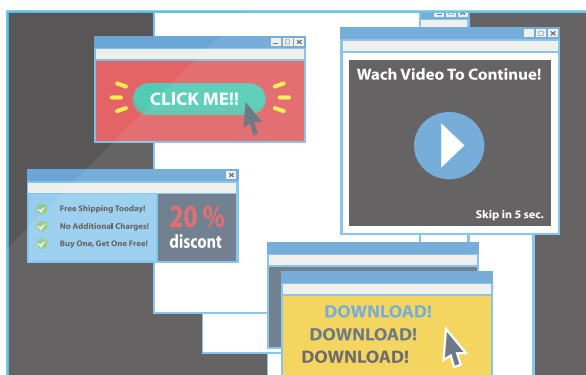 CLICK ME!!
Wach Video To Continue!
Skip in 5 sec.
Free Shipping Tooday!
No Additional Charges!
Buy One, Get One Free!
20 %
discont
DOWNLOAD!
DOWNLOAD!
DOWNLOAD!